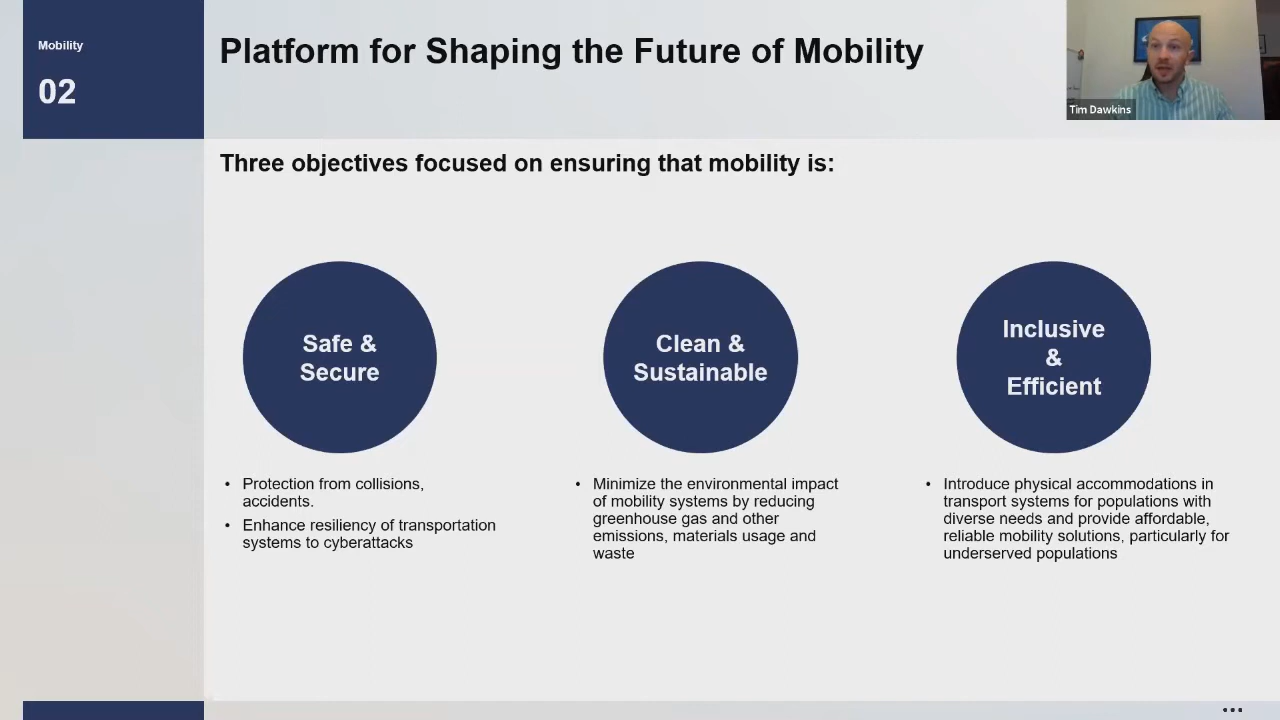 Mobility
02
Platform for Shaping the Future of Mobility
Tim Dawkins
Three objectives focused on ensuring that mobility is:
Safe &
Secure
Clean &
Sustainable
Inclusive
&
Efficient
• Protection from collisions,
accidents.
• Enhance resiliency of transportation
systems to cyberattacks
• Minimize the environmental impact
of mobility systems by reducing
greenhouse gas and other
emissions, materials usage and
waste
• Introduce physical accommodations in
transport systems for populations with
diverse needs and provide affordable,
reliable mobility solutions, particularly for
underserved populations